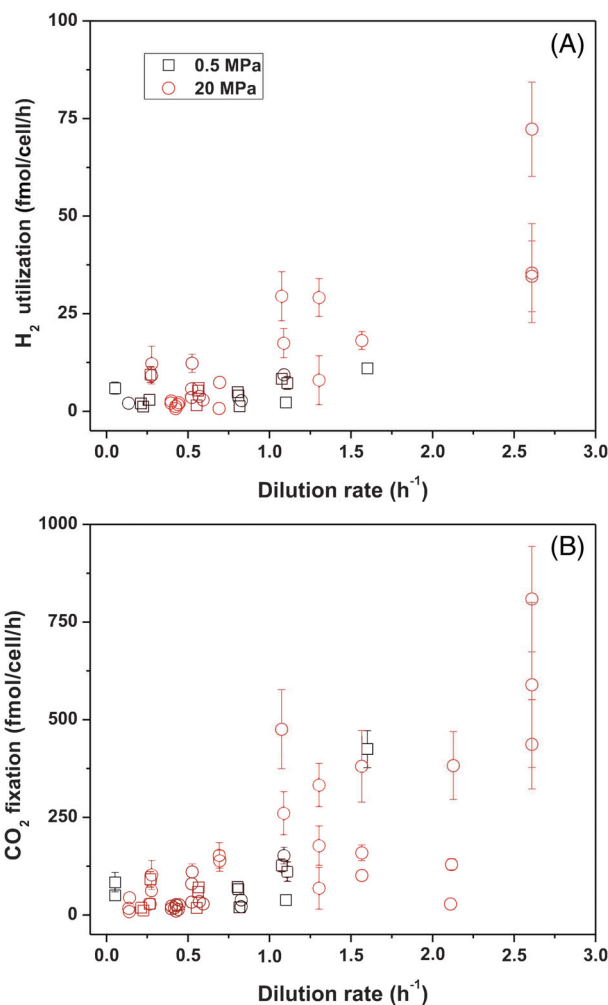 (A)
0.5 MPa
20 MPa
H2 utilization (fmol/cell/h)
100
75
50
25
0
0.0 0.5 1.0 1.5 2.0 2.5 3.0
Dilution rate (h-1)
(B)
CO2 fixation (fmol/cell/h)
1000
750
500
250
0
0.0 0.5 1.0 1.5 2.0 2.5 3.0
Dilution rate (h-1)